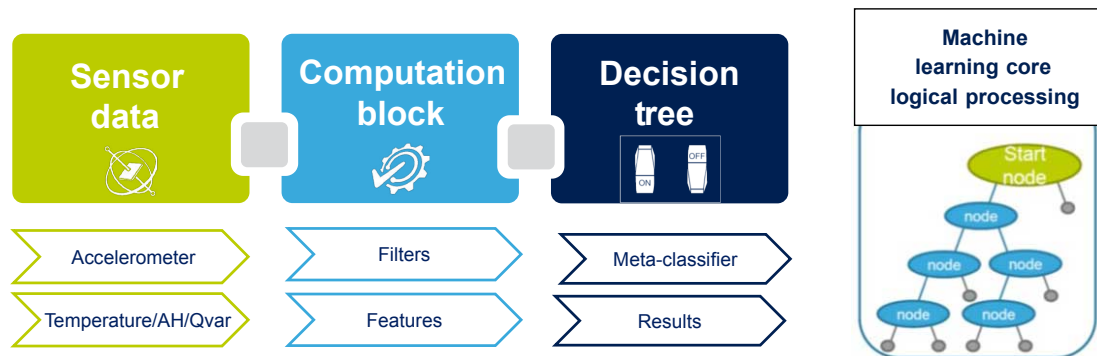 Sensor
data
Computation
block
Decision
tree
ON
OFF
Accelerometer
Temperature/AH/Qvar
Filters
Features
Meta-classifier
Results
Machine
learning core
logical processing
Start
node
node
node
node
node
node